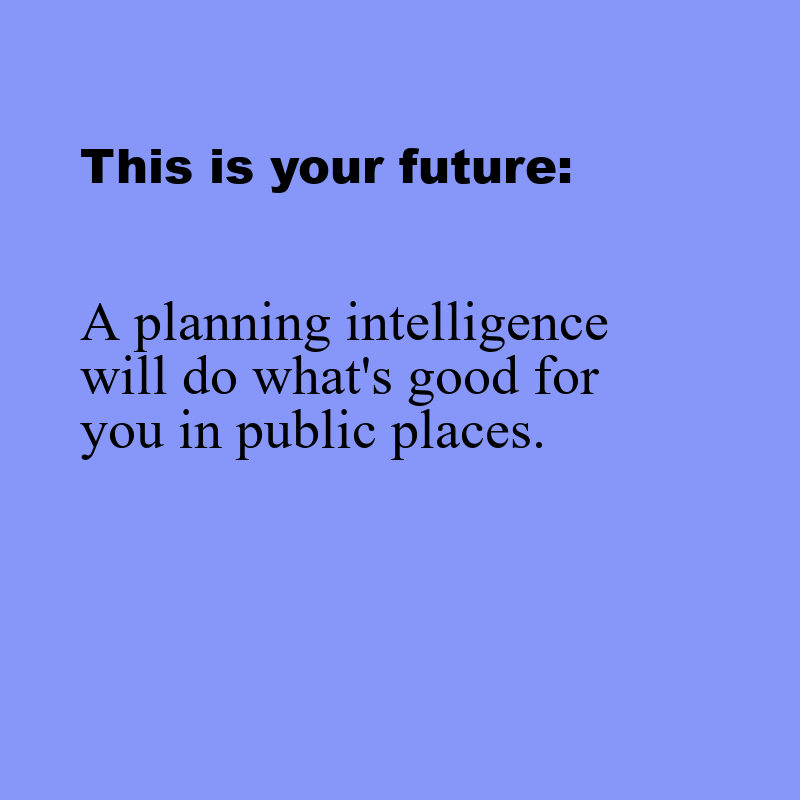 This is your future:
A planning intelligence
will do what's good for
you in public places.